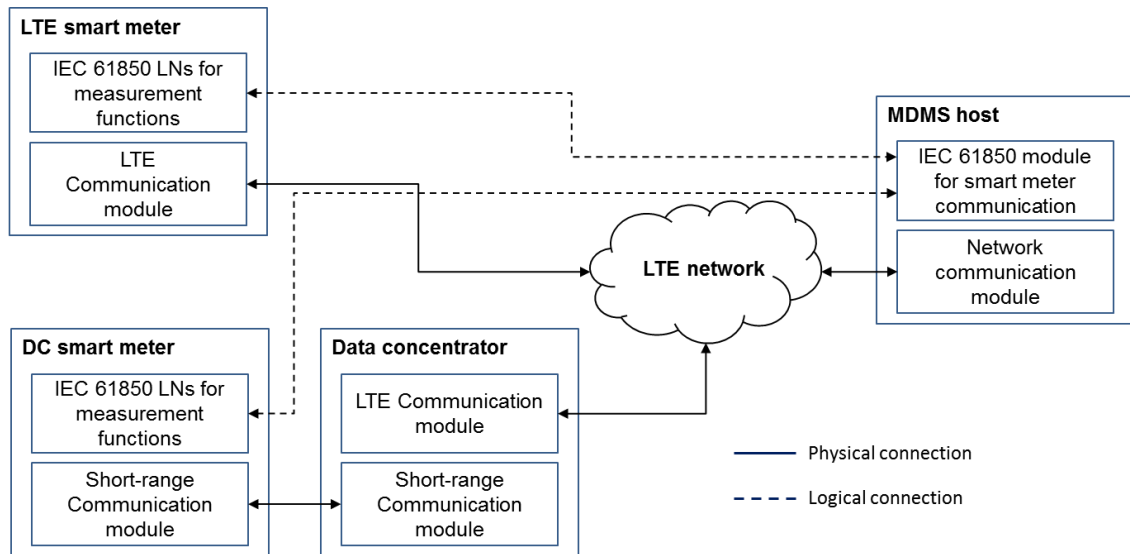 LTE smart meter
IEC 61850 LNs for
measurement
functions
LTE
Communication
module
MDMS host
IEC 61850 module
for smart meter
communication
Network
communication
module
LTE network
DC smart meter
IEC 61850 LNs for
measurement
functions
Short-range
Communication
module
Data concentrator
LTE Communication
module
Short-range
Communication
module
Physical connection
Logical connection